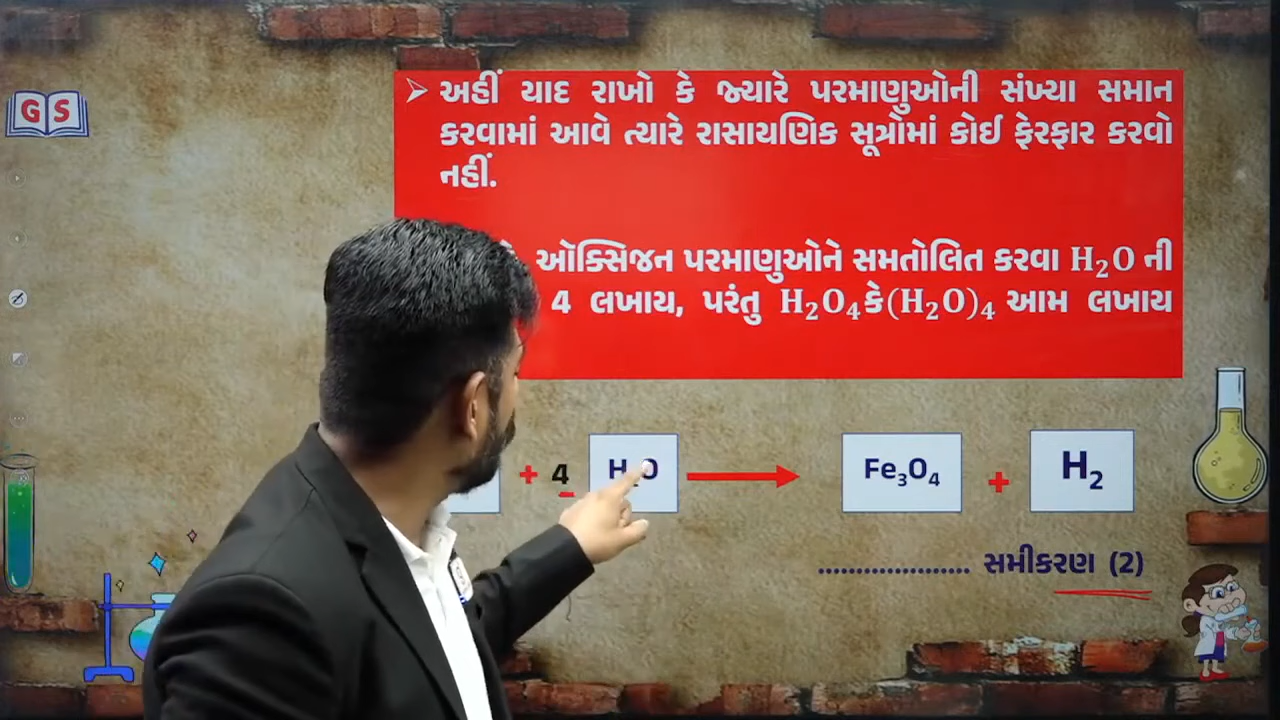 GS
➢ અહીં યાદ રાખો કે જ્યારે પરમાણુઓની સંખ્યા સમાન
કરવામાં આવે ત્યારે રાસાયણિક સૂત્રોમાં કોઈ ફેરફાર કરવો
નહીં.
ઑક્સિજન પરમાણુઓને સમતોલિત કરવા H₂O ની
4 લખાય, પરંતુ H₂O₄કે(H₂O)₄ આમ લખાય
+ 4 H O → Fe₃O₄ + H₂
.................... સમીકરણ (2)